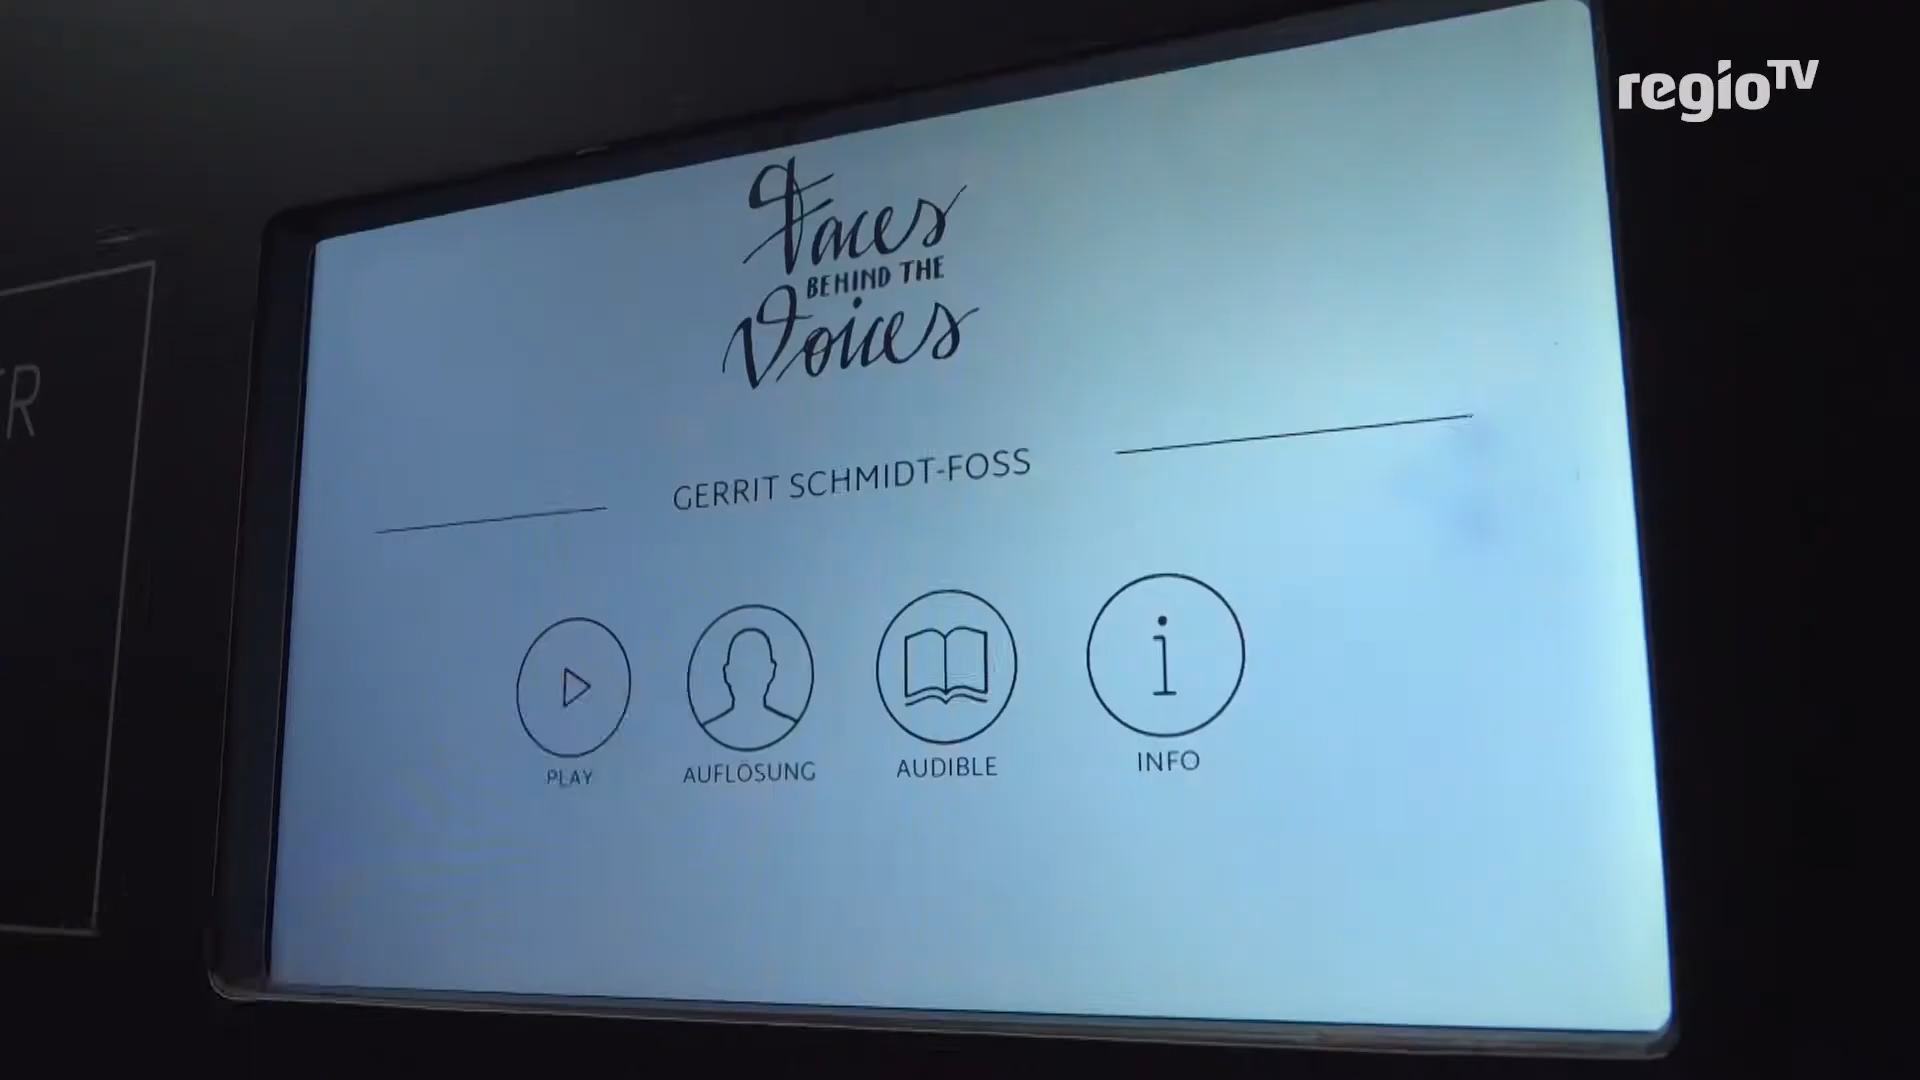 regioTV
Faces
BEHIND THE
Voices
GERRIT SCHMIDT-FOSS
PLAY
AUFLÖSUNG
AUDIBLE
INFO